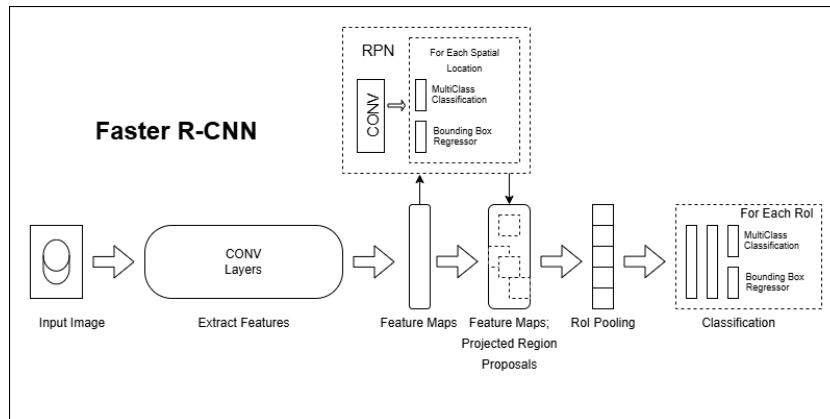 RPN
For Each Spatial
Location
CONV
MultiClass
Classification
Bounding Box
Regressor
Faster R-CNN
For Each RoI
CONV
Layers
MultiClass
Classification
Bounding Box
Regressor
Input Image
Extract Features
Feature Maps
Feature Maps;
Projected Region
Proposals
RoI Pooling
Classification